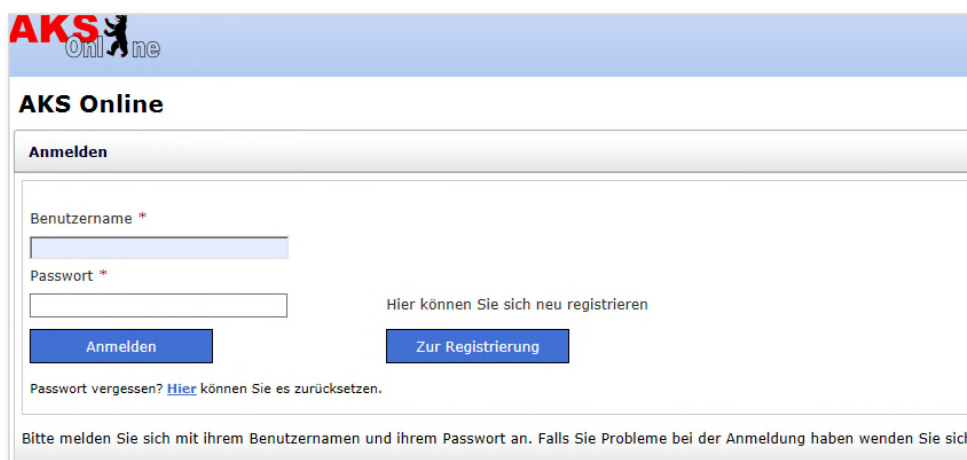 AKS
Online
AKS Online
Anmelden
Benutzername *
Passwort *
Hier können Sie sich neu registrieren
Anmelden Zur Registrierung
Passwort vergessen? Hier können Sie es zurücksetzen.
Bitte melden Sie sich mit ihrem Benutzernamen und ihrem Passwort an. Falls Sie Probleme bei der Anmeldung haben wenden Sie